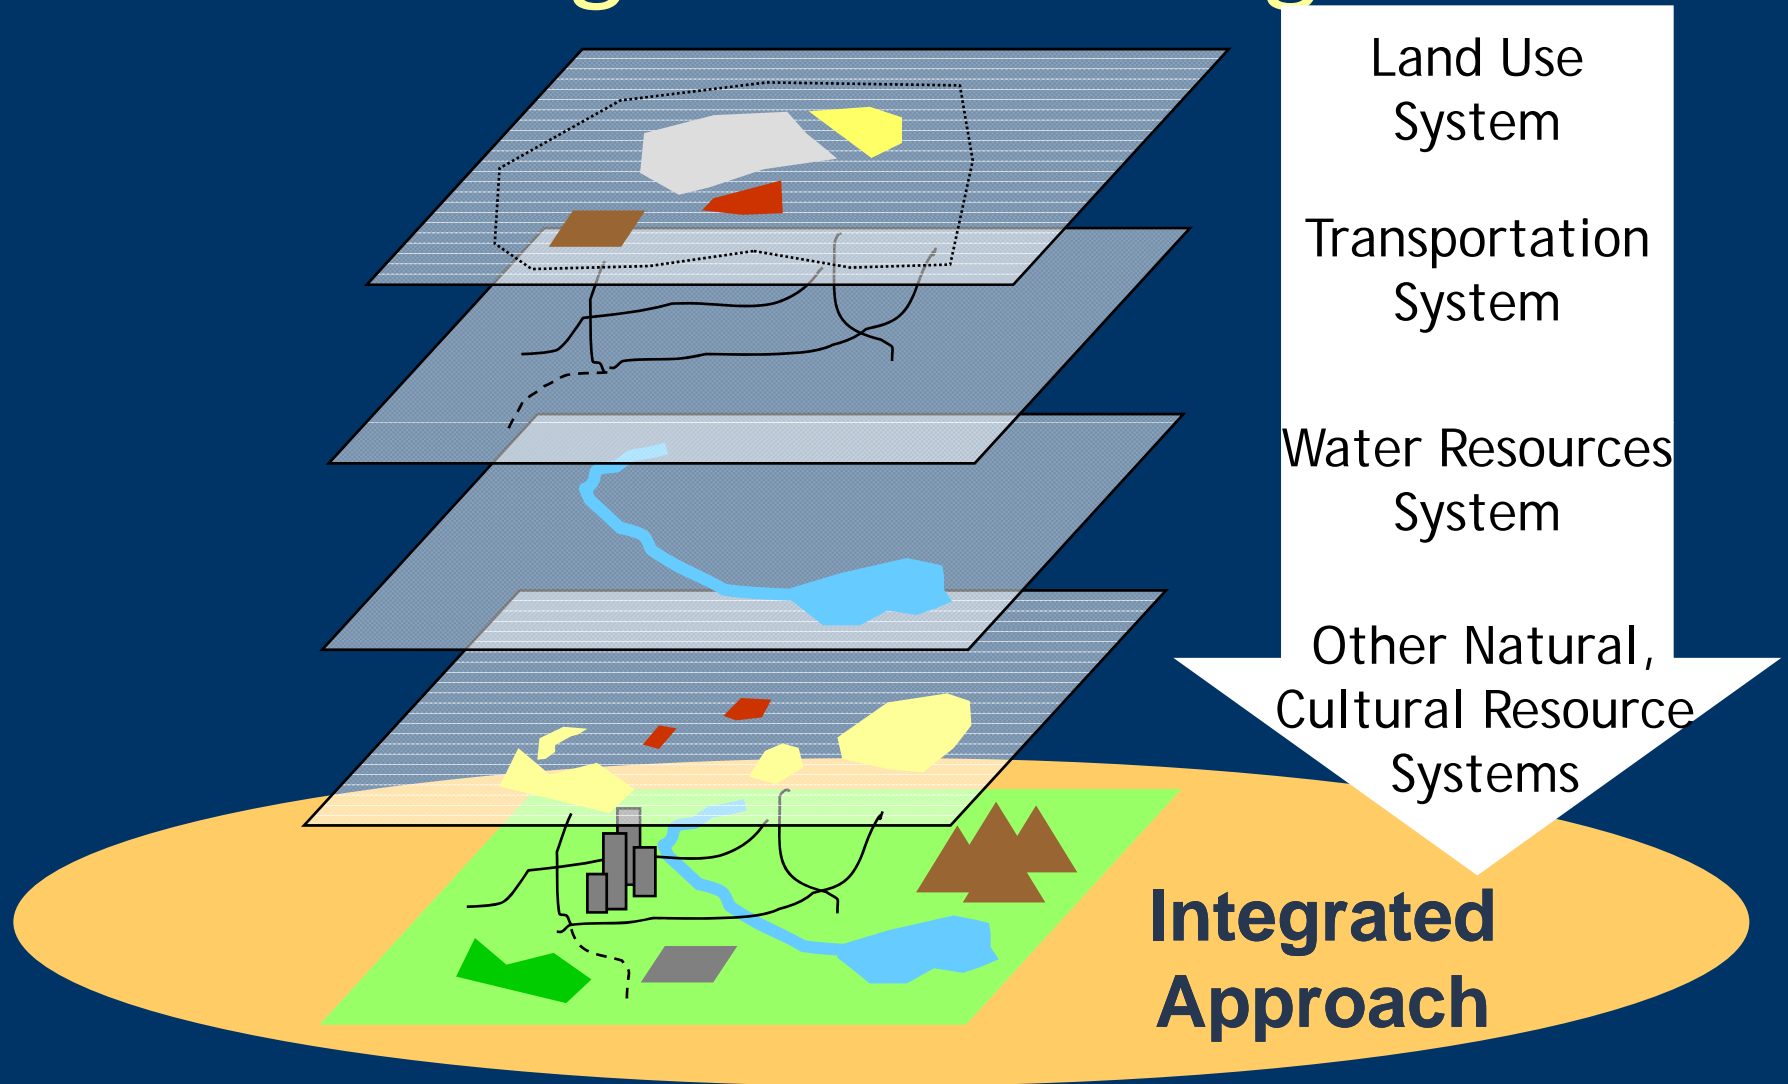 Land Use
System
Transportation
System
Water Resources
System
Other Natural,
Cultural Resource
Systems
Integrated
Approach